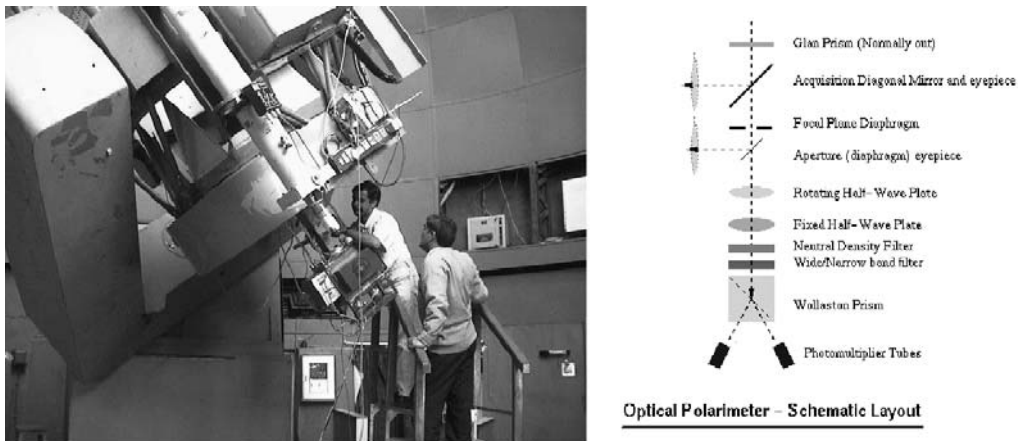 Glan Prism (Normally out)
Acquisition Diagonal Mirror and eyepiece
Focal Plane Diaphragm
Aperture (diaphragm) eyepiece
Rotating Half-Wave Plate
Fixed Half-Wave Plate
Neutral Density Filter
Wide/Narrow band filter
Wollaston Prism
Photomultiplier Tubes
Optical Polarimeter - Schematic Layout